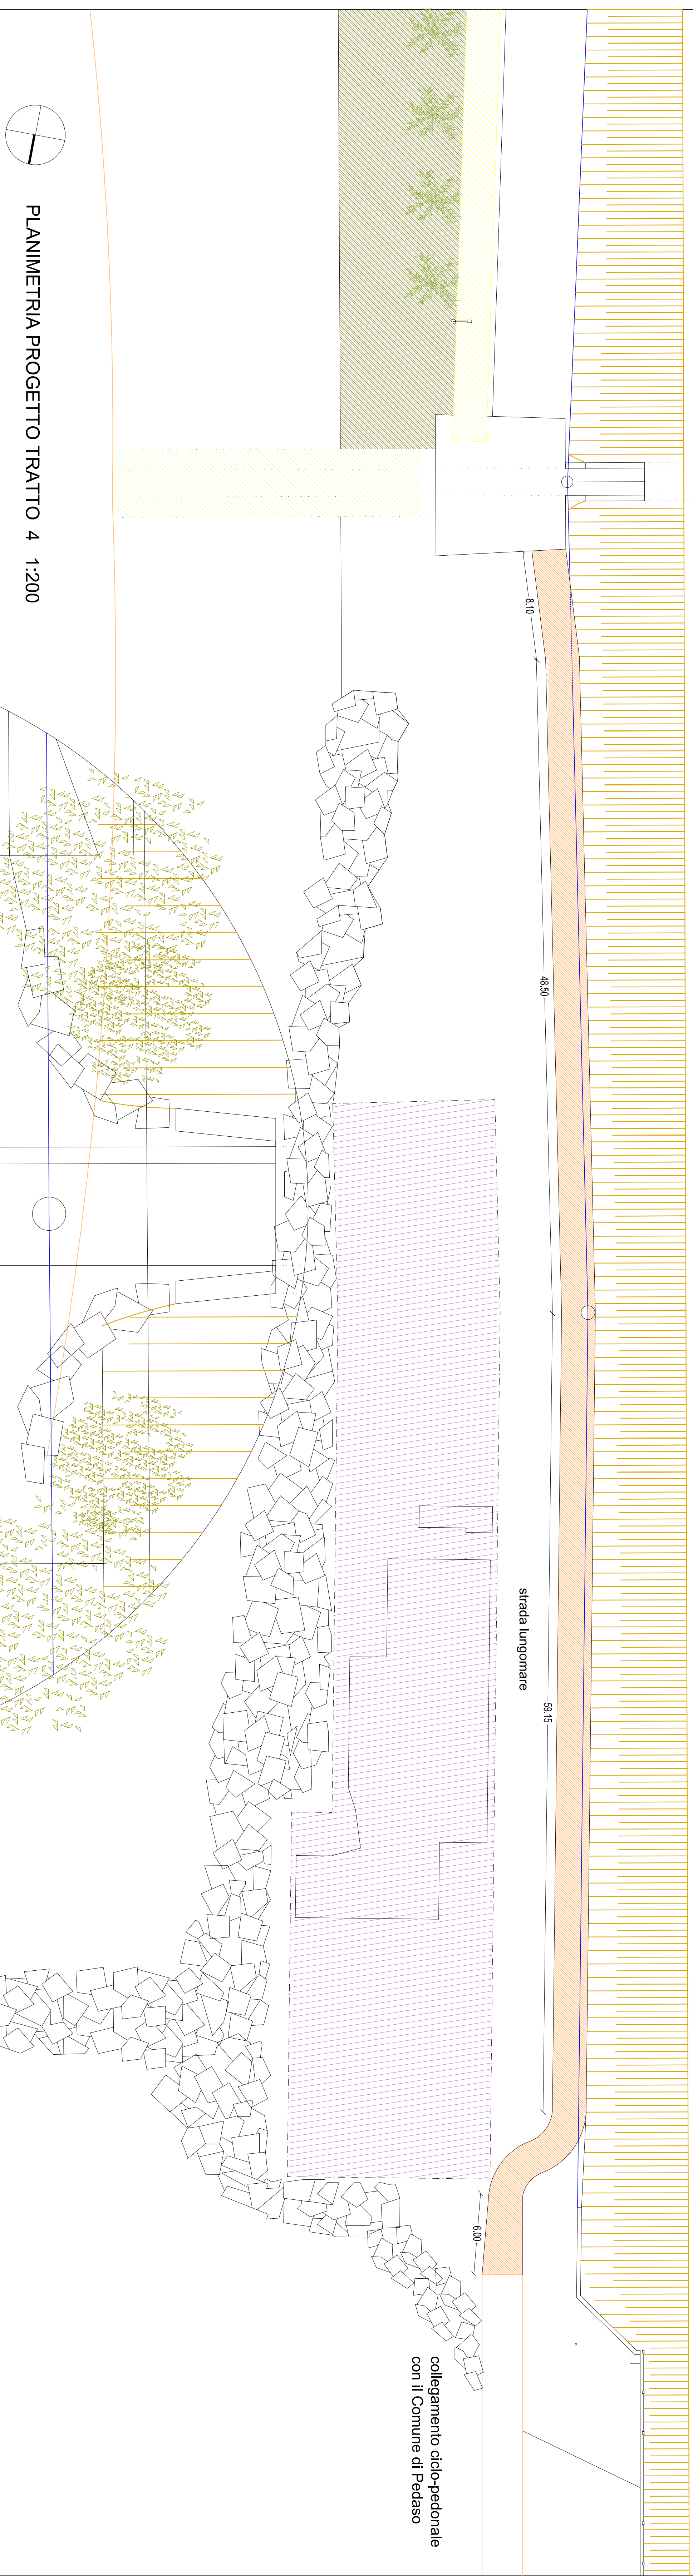 PLANIMETRIA PROGETTO TRATTO 4 1:200
8.10
48.50
strada lungomare
59.15
6.00
collegamento ciclo-pedonale
con il Comune di Pedaso